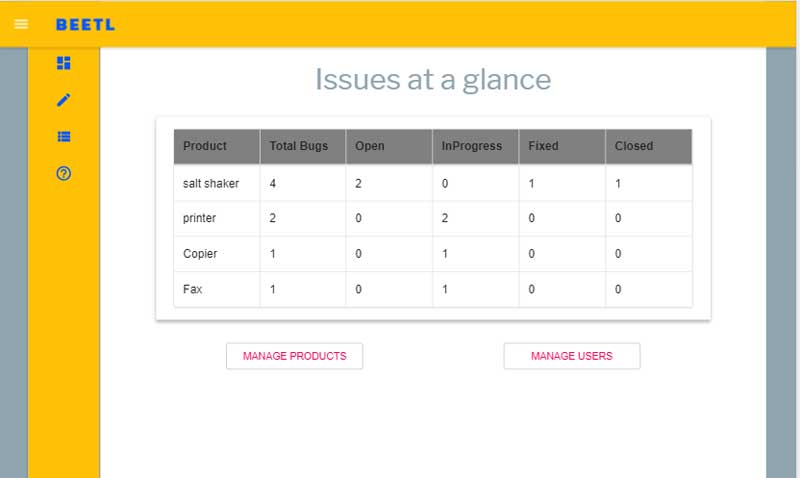 BEETL
Issues at a glance
Product Total Bugs Open InProgress Fixed Closed
salt shaker 4 2 0 1 1
printer 2 0 2 0 0
Copier 1 0 1 0 0
Fax 1 0 1 0 0
MANAGE PRODUCTS MANAGE USERS